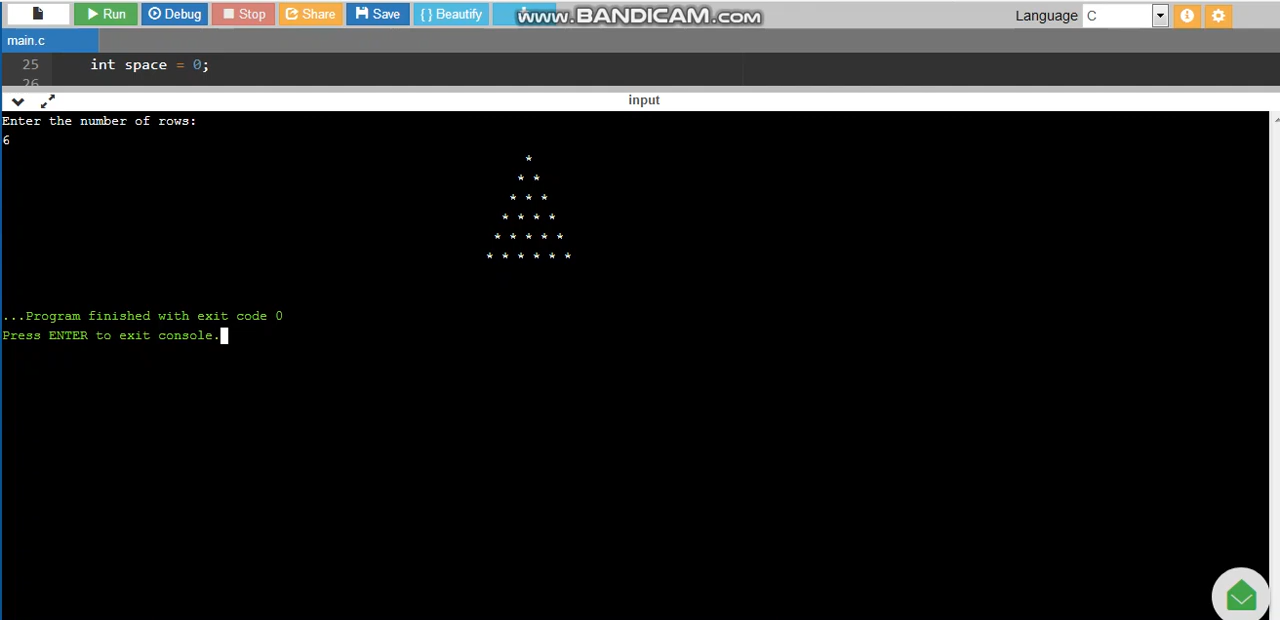 Run Debug Stop Share Save { } Beautify www.BANDICAM.com Language C
main.c
25 int space = 0;
26
input
Enter the number of rows:
6
*
* *
* * *
* * * *
* * * * *
* * * * * *
...Program finished with exit code 0
Press ENTER to exit console.